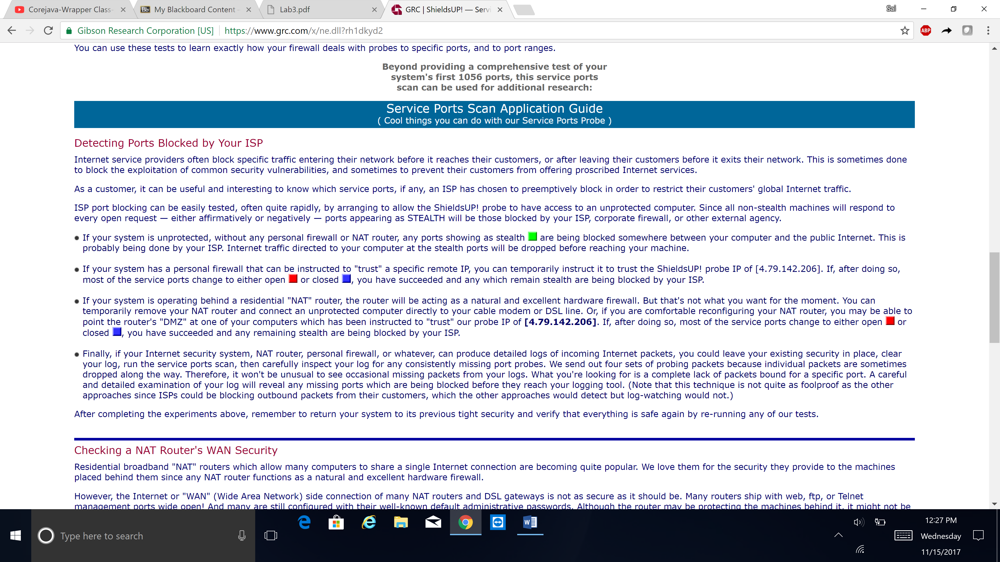 Corejava-Wrapper Class-
My Blackboard Content -
Lab3.pdf
GRC | ShieldsUP! — Servi
Sai
Gibson Research Corporation [US]
https://www.grc.com/x/ne.dll?rh1dkyd2
ABP
You can use these tests to learn exactly how your firewall deals with probes to specific ports, and to port ranges.
Beyond providing a comprehensive test of your
system's first 1056 ports, this service ports
scan can be used for additional research:
Service Ports Scan Application Guide
( Cool things you can do with our Service Ports Probe )
Detecting Ports Blocked by Your ISP
Internet service providers often block specific traffic entering their network before it reaches their customers, or after leaving their customers before it exits their network. This is sometimes done
to block the exploitation of common security vulnerabilities, and sometimes to prevent their customers from offering proscribed Internet services.
As a customer, it can be useful and interesting to know which service ports, if any, an ISP has chosen to preemptively block in order to restrict their customers' global Internet traffic.
ISP port blocking can be easily tested, often quite rapidly, by arranging to allow the ShieldsUP! probe to have access to an unprotected computer. Since all non-stealth machines will respond to
every open request — either affirmatively or negatively — ports appearing as STEALTH will be those blocked by your ISP, corporate firewall, or other external agency.
If your system is unprotected, without any personal firewall or NAT router, any ports showing as stealth are being blocked somewhere between your computer and the public Internet. This is
probably being done by your ISP. Internet traffic directed to your computer at the stealth ports will be dropped before reaching your machine.
If your system has a personal firewall that can be instructed to "trust" a specific remote IP, you can temporarily instruct it to trust the ShieldsUP! probe IP of [4.79.142.206]. If, after doing so,
most of the service ports change to either open or closed , you have succeeded and any which remain stealth are being blocked by your ISP.
If your system is operating behind a residential "NAT" router, the router will be acting as a natural and excellent hardware firewall. But that's not what you want for the moment. You can
temporarily remove your NAT router and connect an unprotected computer directly to your cable modem or DSL line. Or, if you are comfortable reconfiguring your NAT router, you may be able to
point the router's "DMZ" at one of your computers which has been instructed to "trust" our probe IP of [4.79.142.206]. If, after doing so, most of the service ports change to either open or
closed , you have succeeded and any remaining stealth are being blocked by your ISP.
Finally, if your Internet security system, NAT router, personal firewall, or whatever, can produce detailed logs of incoming Internet packets, you could leave your existing security in place, clear
your log, run the service ports scan, then carefully inspect your log for any consistently missing port probes. We send out four sets of probing packets because individual packets are sometimes
dropped along the way. Therefore, it won't be unusual to see occasional missing packets from your logs. What you're looking for is a complete lack of packets bound for a specific port. A careful
and detailed examination of your log will reveal any missing ports which are being blocked before they reach your logging tool. (Note that this technique is not quite as foolproof as the other
approaches since ISPs could be blocking outbound packets from their customers, which the other approaches would detect but log-watching would not.)
After completing the experiments above, remember to return your system to its previous tight security and verify that everything is safe again by re-running any of our tests.
Checking a NAT Router's WAN Security
Residential broadband "NAT" routers which allow many computers to share a single Internet connection are becoming quite popular. We love them for the security they provide to the machines
placed behind them since any NAT router functions as a natural and excellent hardware firewall.
However, the Internet or "WAN" (Wide Area Network) side connection of many NAT routers and DSL gateways is not as secure as it should be. Many routers ship with web, ftp, or Telnet
management ports wide open! And many are still configured with their well-known default administrative passwords. Although the router may be protecting the machines behind it, it might not be
Type here to search
12:27 PM
Wednesday
11/15/2017